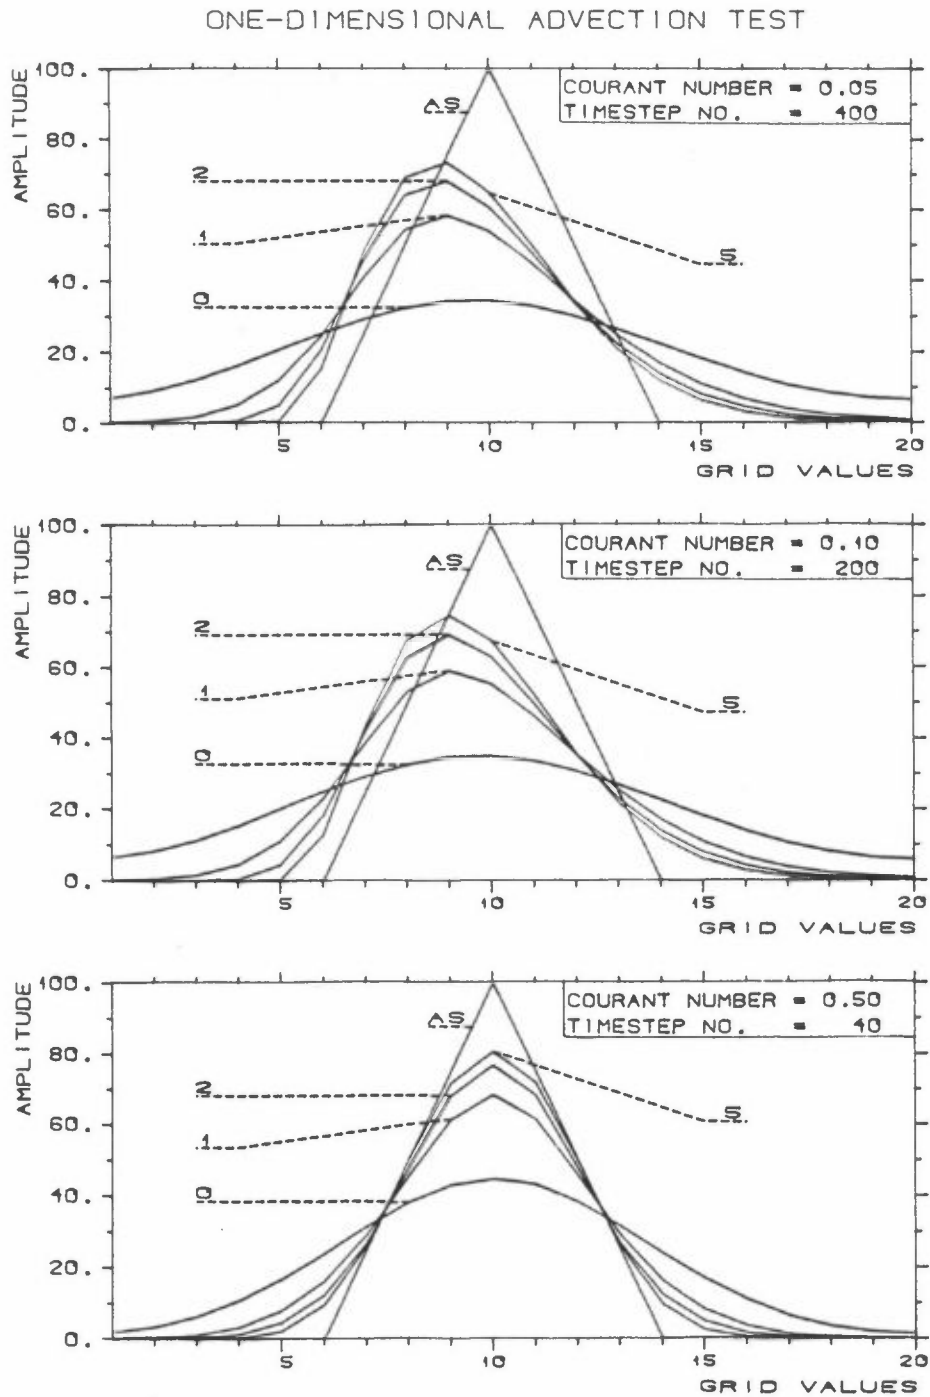 ONE-DIMENSIONAL ADVECTION TEST
AMPLITUDE
100.
80.
60.
40.
20.
0.
AS
2
1
0
S
COURANT NUMBER = 0.05
TIMESTEP NO. = 400
5 10 15 20
GRID VALUES
AMPLITUDE
100.
80.
60.
40.
20.
0.
AS
2
1
0
S
COURANT NUMBER = 0.10
TIMESTEP NO. = 200
5 10 15 20
GRID VALUES
AMPLITUDE
100.
80.
60.
40.
20.
0.
AS
2
1
0
S
COURANT NUMBER = 0.50
TIMESTEP NO. = 40
5 10 15 20
GRID VALUES